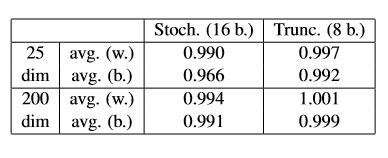 Stoch. (16 b.) Trunc. (8 b.)
25 avg. (w.) 0.990 0.997
dim avg. (b.) 0.966 0.992
200 avg. (w.) 0.994 1.001
dim avg. (b.) 0.991 0.999